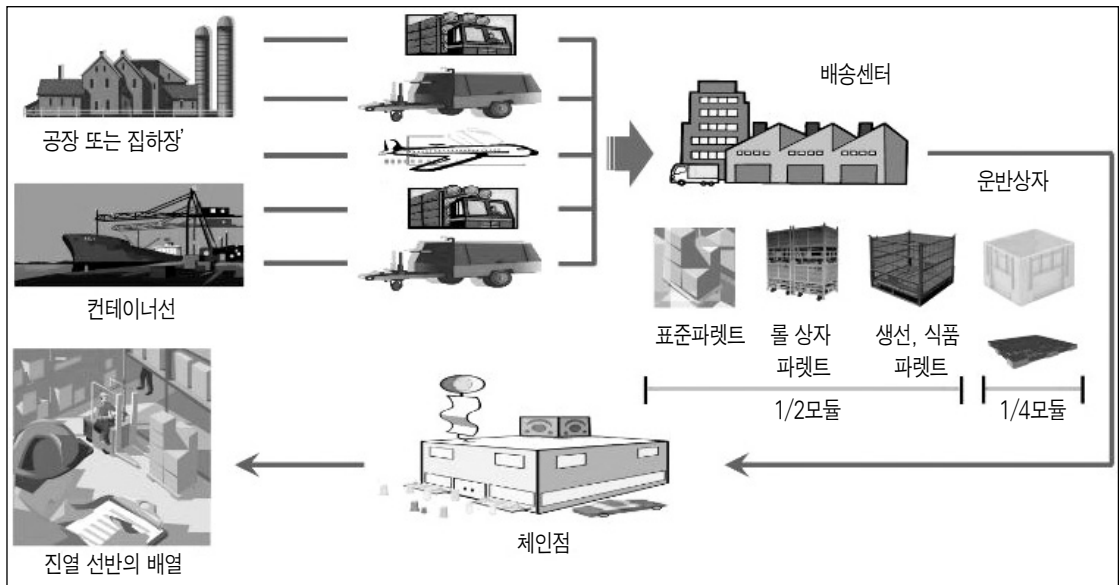 공장 또는 집하장’
컨테이너선
배송센터
운반상자
표준파렛트
롤 상자
파렛트
생선, 식품
파렛트
1/2모듈
1/4모듈
체인점
진열 선반의 배열